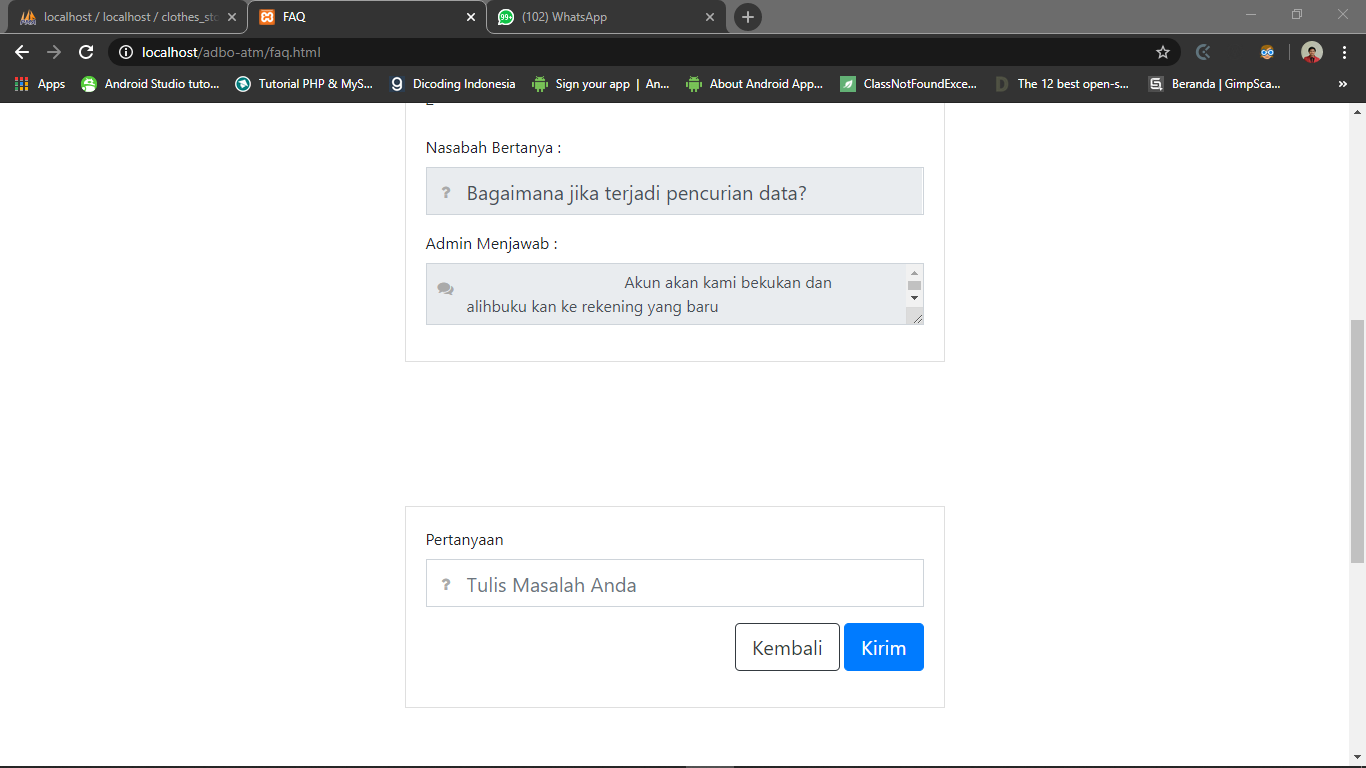 localhost / localhost / clothes_sto
FAQ
(102) WhatsApp
localhost/adbo-atm/faq.html
Apps
Android Studio tuto...
Tutorial PHP & MyS...
Dicoding Indonesia
Sign your app | An...
About Android App...
ClassNotFoundExce...
The 12 best open-s...
Beranda | GimpSca...
Nasabah Bertanya :
? Bagaimana jika terjadi pencurian data?
Admin Menjawab :
Akun akan kami bekukan dan
alihbuku kan ke rekening yang baru
Pertanyaan
? Tulis Masalah Anda
Kembali
Kirim